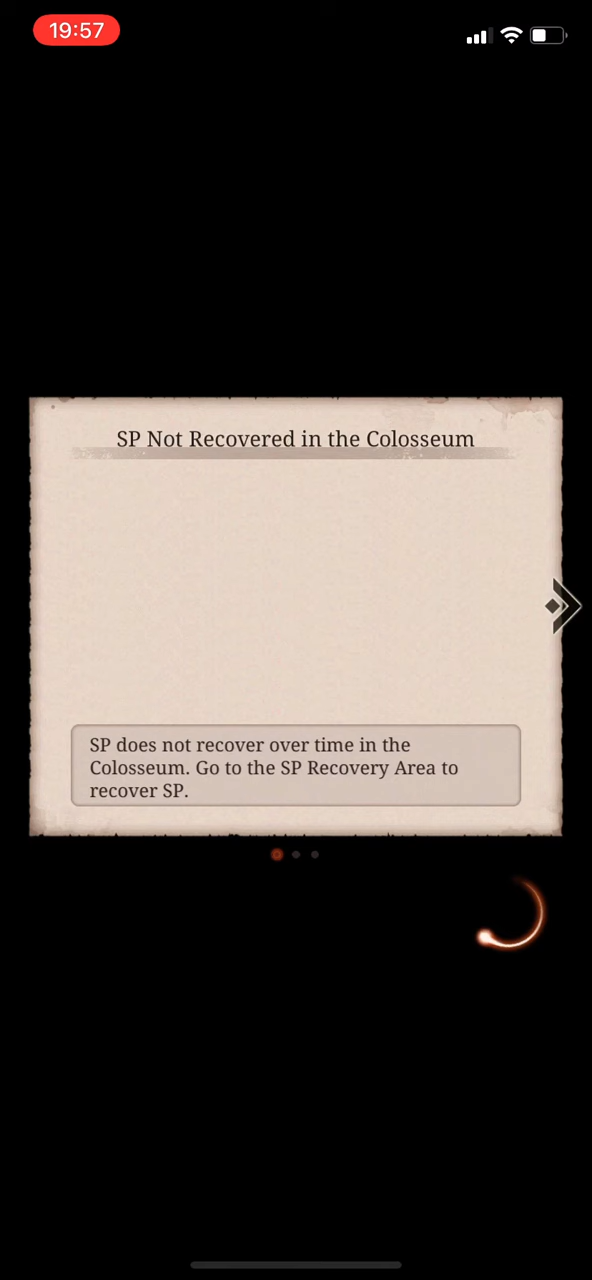 19:57
SP Not Recovered in the Colosseum
SP does not recover over time in the
Colosseum. Go to the SP Recovery Area to
recover SP.